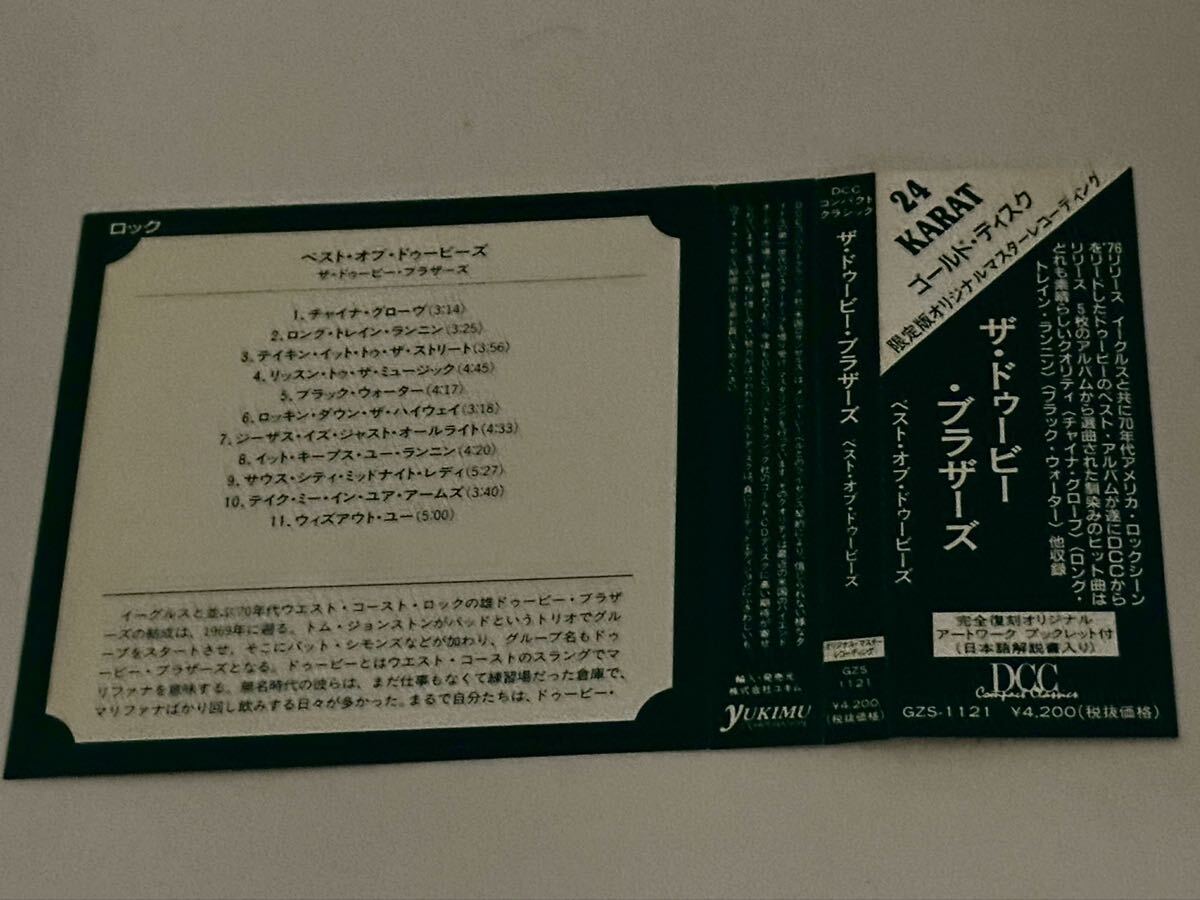 ロック
ベスト・オブ・ドゥービーズ
ザ・ドゥービー・ブラザーズ
1. チャイナ・グローヴ(3:14)
2. ロング・トレイン・ランニン(3:25)
3. テイキン・イット・トゥ・ザ・ストリート(3:56)
4. リッスン・トゥ・ザ・ミュージック(4:45)
5. ブラック・ウォーター(4:17)
6. ロッキン・ダウン・ザ・ハイウェイ(3:18)
7. ジーザス・イズ・ジャスト・オールライト(4:33)
8. イット・キープス・ユー・ランニン(4:20)
9. サウス・シティ・ミッドナイト・レディ(5:27)
10. テイク・ミー・イン・ユア・アームズ(3:40)
11. ウィズアウト・ユー(5:00)
イーグルスと並ぶ'70年代ウエスト・コースト・ロックの雄ドゥービー・ブラザ
ーズの結成は、1969年に遡る。トム・ジョンストンがパッドというトリオでグル
ープをスタートさせ、そこにパット・シモンズなどが加わり、グループ名もドゥ
ービー・ブラザーズとなる。ドゥービーとはウエスト・コーストのスラングでマ
リファナを意味する。無名時代の彼らは、まだ仕事もなくて練習場だった倉庫で、
マリファナばかり回し飲みする日々が多かった。まるで自分たちは、ドゥービー・
輸入・発売元
株式会社ユキム
YUKIMU
DCC
コンパクト
クラシック
ザ・ドゥービー・ブラザーズ ベスト・オブ・ドゥービーズ
オリジナル・マスター
レコーディング
GZS
1121
¥4,200
(税抜価格)
24
KARAT
ゴールド・ディスク
限定版オリジナルマスターレコーディング
'76リリース イーグルスと共に70年代アメリカ・ロックシーン
をリードしたドゥービーのベスト・アルバムが遂にDCCから
リリース 5枚のアルバムから選曲された馴染みのヒット曲は
どれも素晴らしいクオリティ〈チャイナ・グローブ〉〈ロング・
トレイン・ランニン〉〈ブラック・ウォーター〉他収録
ザ・ドゥービー
・ブラザーズ
ベスト・オブ・ドゥービーズ
完全復刻オリジナル
アートワーク ブックレット付
(日本語解説書入り)
DCC
Compact Classics
GZS-1121 ¥4,200(税抜価格)